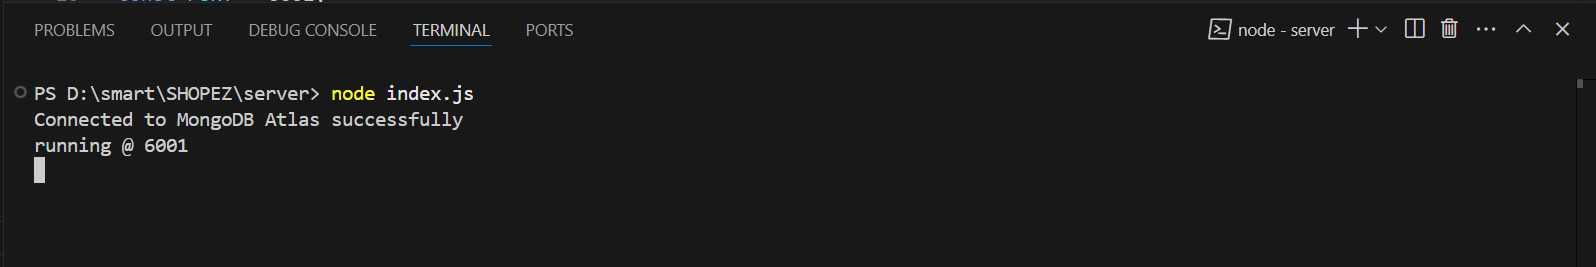 PROBLEMS OUTPUT DEBUG CONSOLE TERMINAL PORTS node - server
PS D:\smart\SHOPEZ\server> node index.js
Connected to MongoDB Atlas successfully
running @ 6001